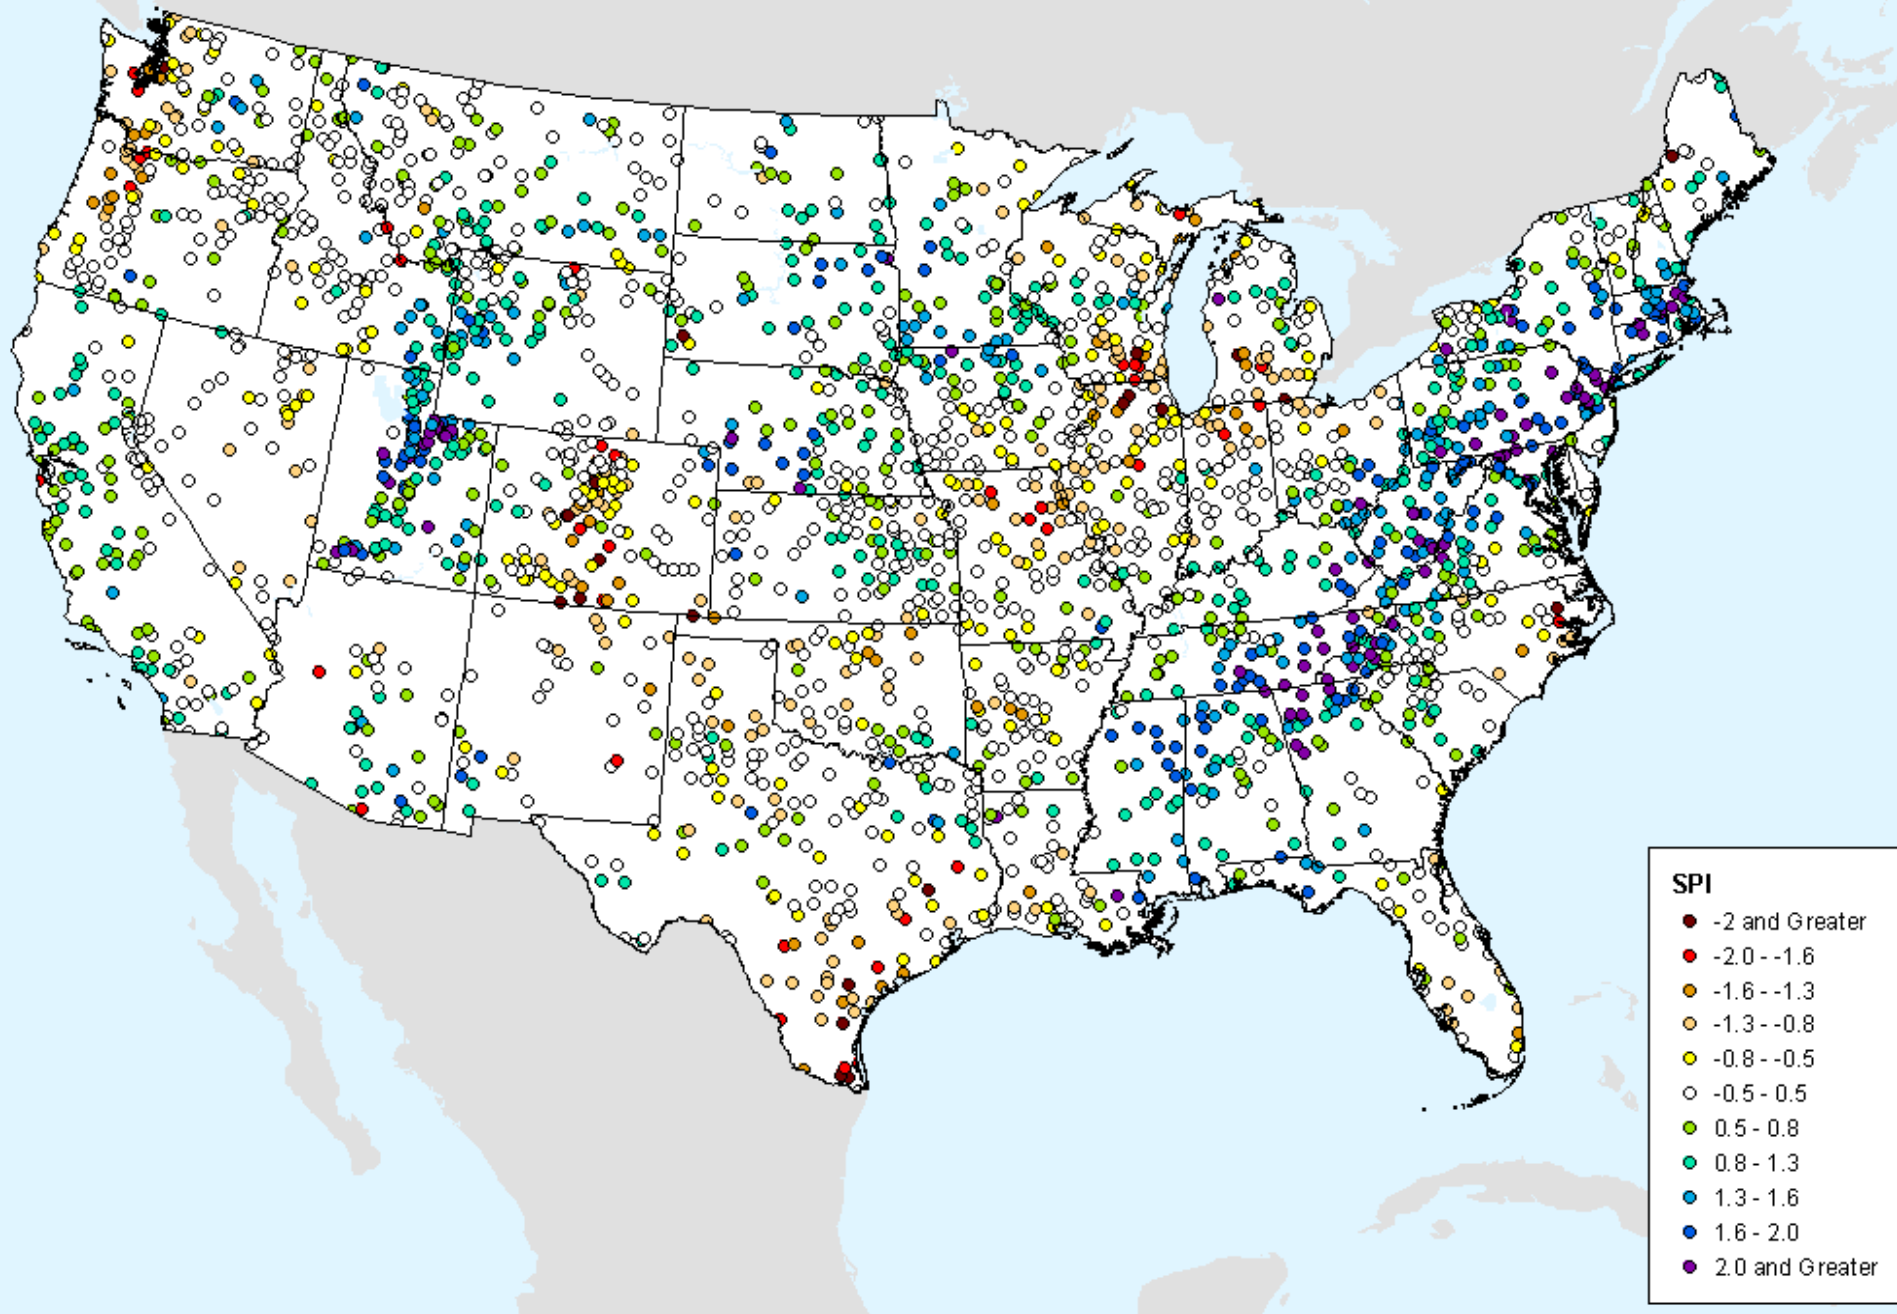 SPI
-2 and Greater
-2.0 - -1.6
-1.6 - -1.3
-1.3 - -0.8
-0.8 - -0.5
-0.5 - 0.5
0.5 - 0.8
0.8 - 1.3
1.3 - 1.6
1.6 - 2.0
2.0 and Greater